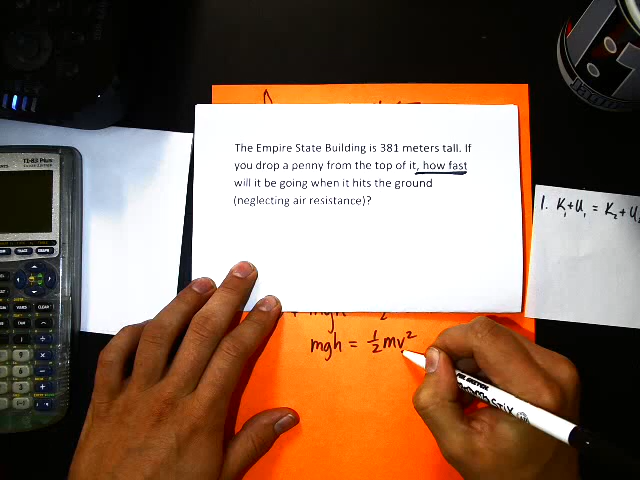 The Empire State Building is 381 meters tall. If
you drop a penny from the top of it, how fast
will it be going when it hits the ground
(neglecting air resistance)?
TI-83 Plus
1. K₁+U₁ = K₂+U
mgh = ½mv²